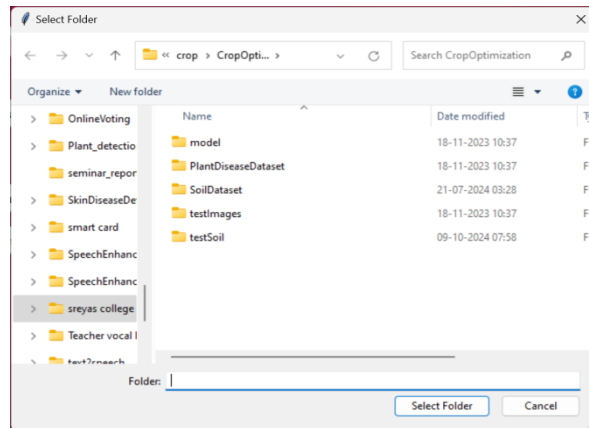 Select Folder
« crop > CropOpti... >
Search CropOptimization
Organize
New folder
Name
Date modified
OnlineVoting
Plant_detectio
seminar_repor
SkinDiseaseDe
smart card
SpeechEnhanc
SpeechEnhanc
sreyas college
Teacher vocal
text2speech
model 18-11-2023 10:37 F
PlantDiseaseDataset 18-11-2023 10:37 F
SoilDataset 21-07-2024 03:28 F
testImages 18-11-2023 10:37 F
testSoil 09-10-2024 07:58 F
Folder:
Select Folder
Cancel